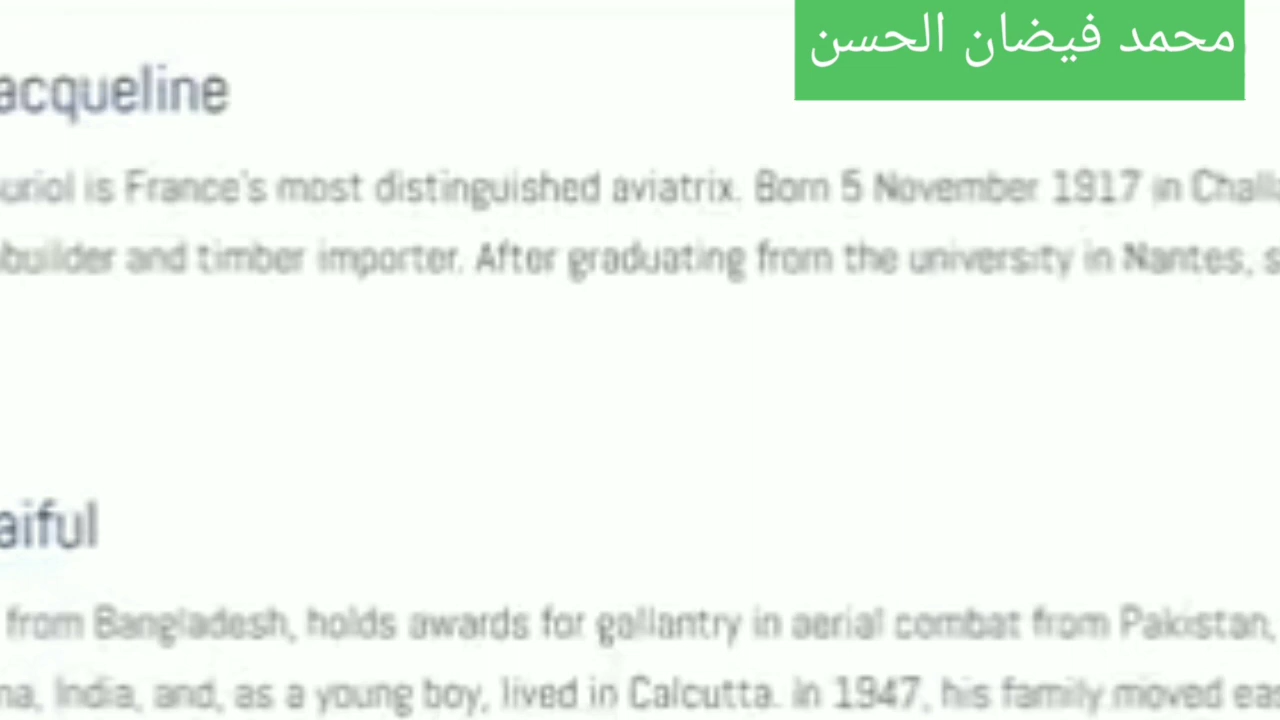 محمد فيضان الحسن
acqueline
uriol is France's most distinguished aviatrix. Born 5 November 1917 in
builder and timber importer. After graduating from the university in Nantes,
aiful
from Bangladesh, holds awards for gallantry in aerial combat from Pakistan,
na, India, and, as a young boy, lived in Calcutta. In 1947, his family moved